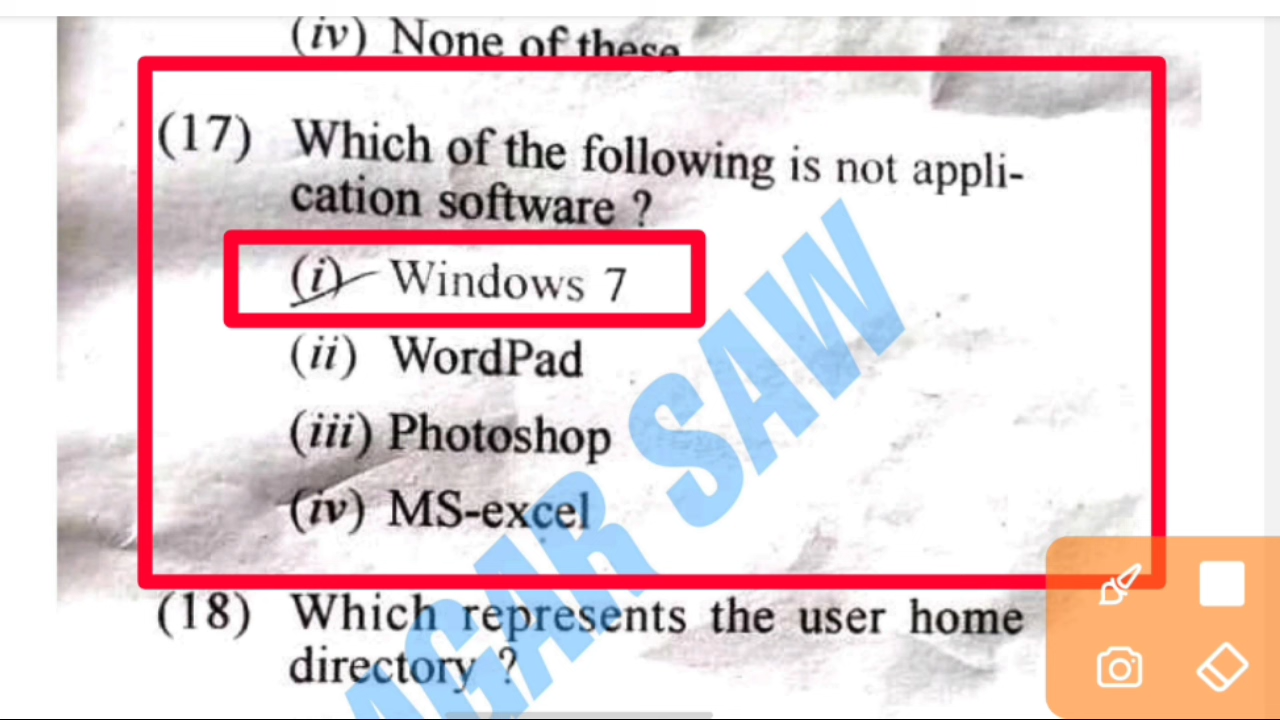 (iv) None of these
(17) Which of the following is not appli-
cation software ?
(i) Windows 7
(ii) WordPad
(iii) Photoshop
(iv) MS-excel
AGAR SAW
(18) Which represents the user home
directory ?